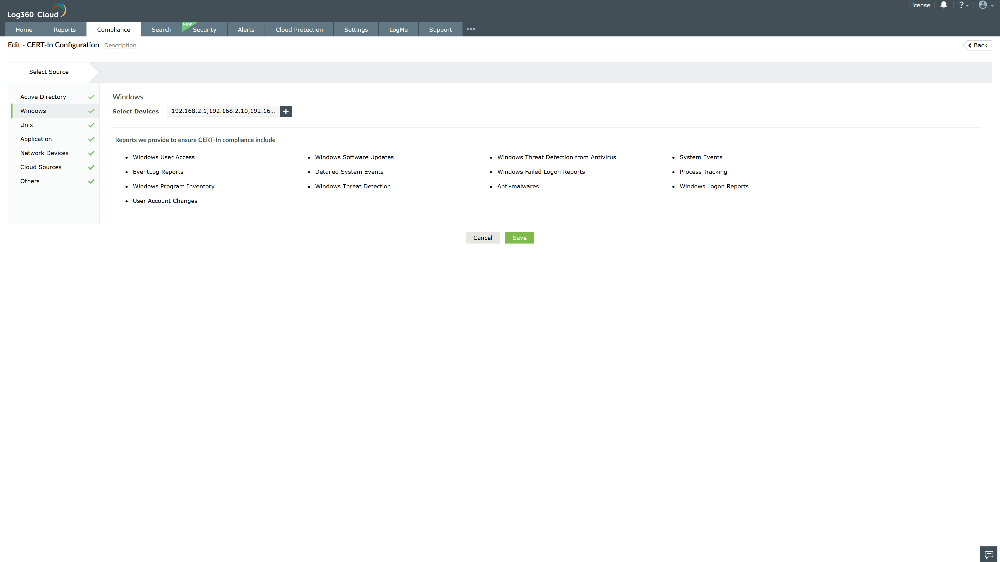 Log360 Cloud
License
?
Home Reports Compliance Search NEW Security Alerts Cloud Protection Settings LogMe Support •••
Edit - CERT-In Configuration Description
Back
Select Source
Active Directory
Windows
Unix
Application
Network Devices
Cloud Sources
Others
Windows
Select Devices 192.168.2.1,192.168.2.10,192.16... +
Reports we provide to ensure CERT-In compliance include
• Windows User Access • Windows Software Updates • Windows Threat Detection from Antivirus • System Events
• EventLog Reports • Detailed System Events • Windows Failed Logon Reports • Process Tracking
• Windows Program Inventory • Windows Threat Detection • Anti-malwares • Windows Logon Reports
• User Account Changes
Cancel Save